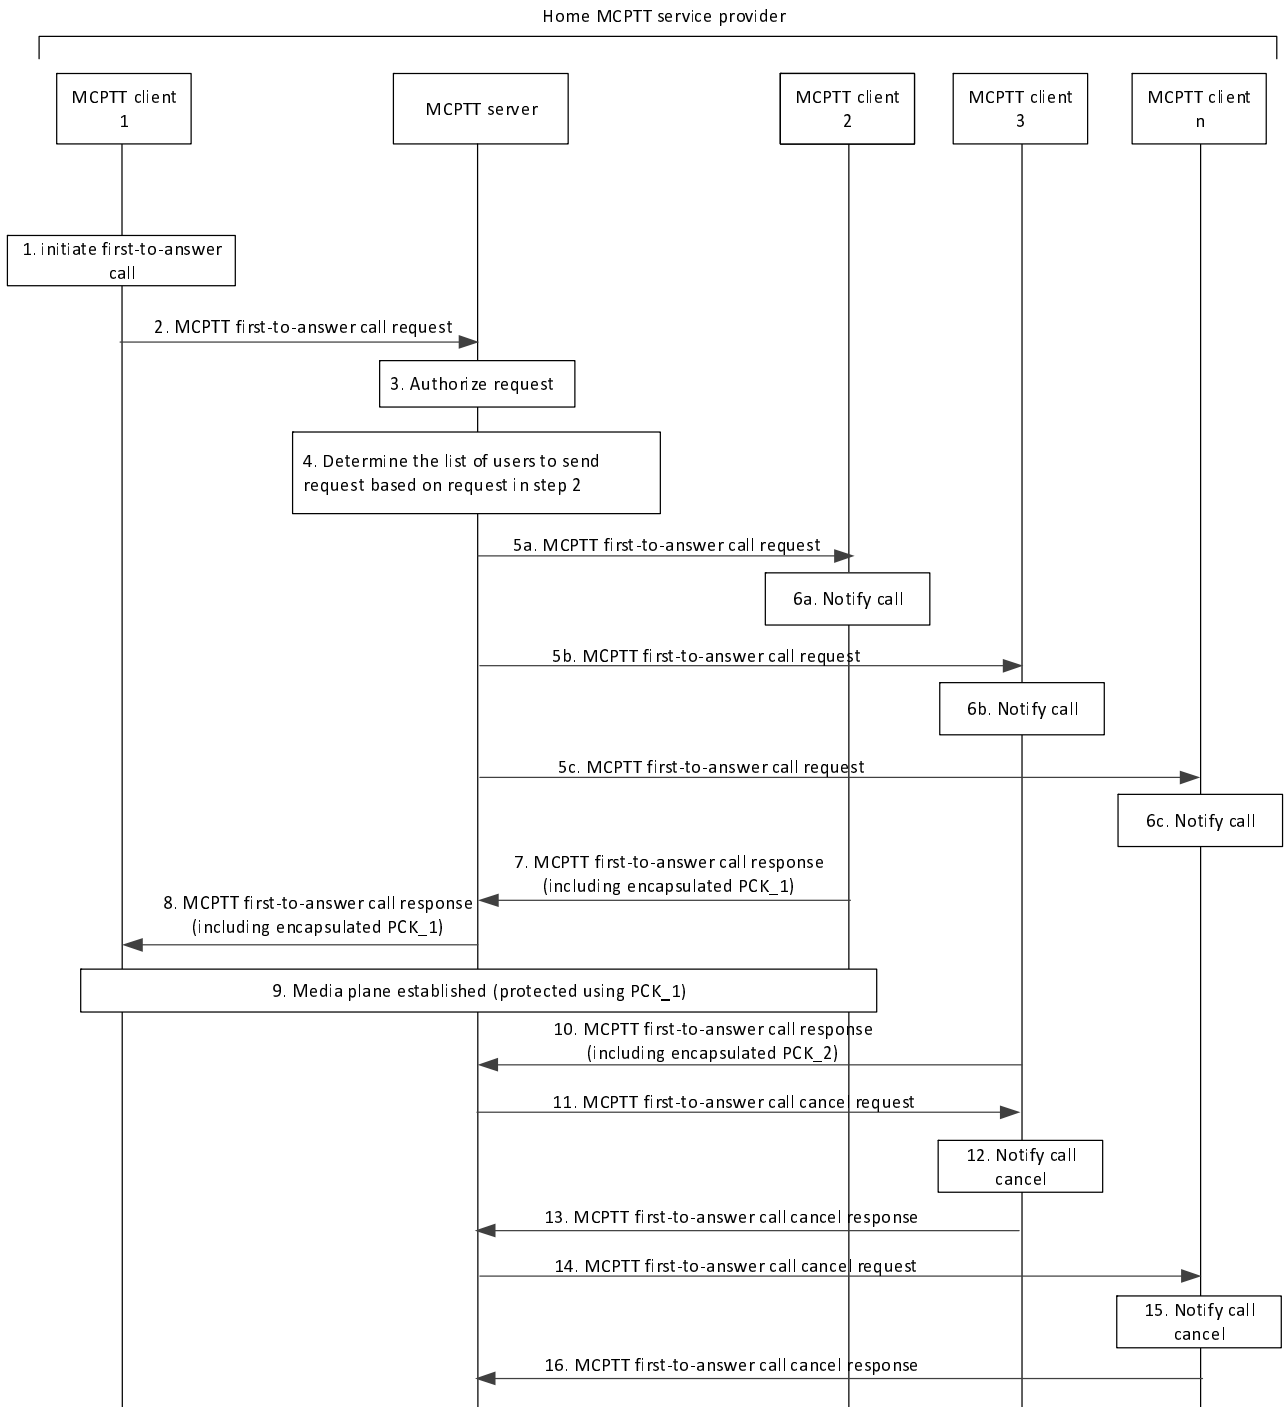 Home MCPTT service provider
MCPTT client
1
MCPTT server
MCPTT client
2
MCPTT client
3
MCPTT client
n
1. initiate first-to-answer
call
2. MCPTT first-to-answer call request
3. Authorize request
4. Determine the list of users to send
request based on request in step 2
5a. MCPTT first-to-answer call request
6a. Notify call
5b. MCPTT first-to-answer call request
6b. Notify call
5c. MCPTT first-to-answer call request
6c. Notify call
7. MCPTT first-to-answer call response
(including encapsulated PCK_1)
8. MCPTT first-to-answer call response
(including encapsulated PCK_1)
9. Media plane established (protected using PCK_1)
10. MCPTT first-to-answer call response
(including encapsulated PCK_2)
11. MCPTT first-to-answer call cancel request
12. Notify call
cancel
13. MCPTT first-to-answer call cancel response
14. MCPTT first-to-answer call cancel request
15. Notify call
cancel
16. MCPTT first-to-answer call cancel response